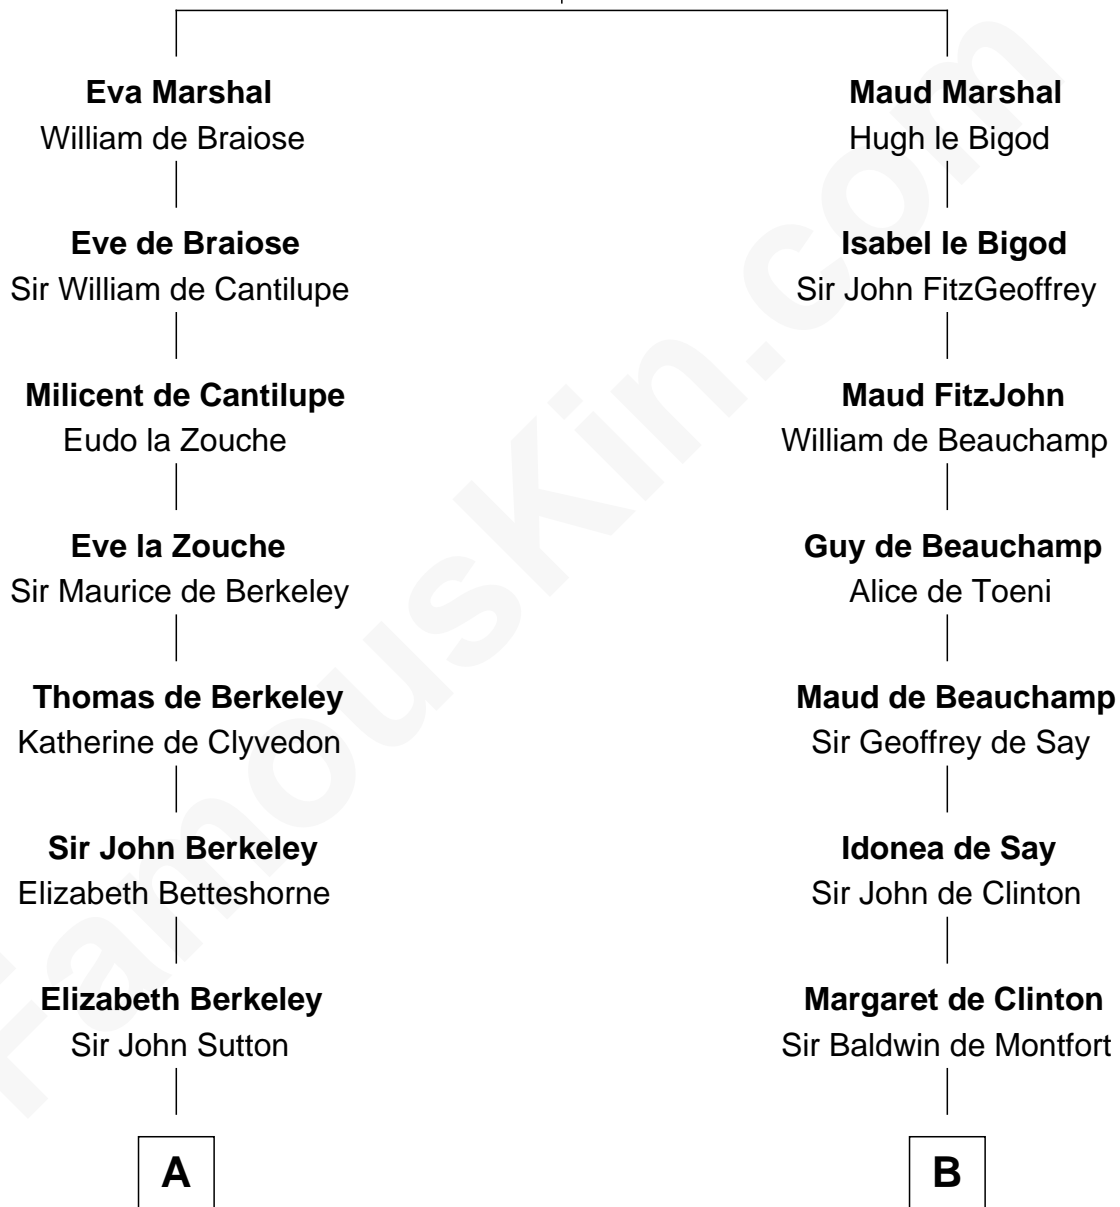 Eva Marshal
William de Braiose
Eve de Braiose
Sir William de Cantilupe
Milicent de Cantilupe
Eudo la Zouche
Eve la Zouche
Sir Maurice de Berkeley
Thomas de Berkeley
Katherine de Clyvedon
Sir John Berkeley
Elizabeth Betteshorne
Elizabeth Berkeley
Sir John Sutton
A
Maud Marshal
Hugh le Bigod
Isabel le Bigod
Sir John FitzGeoffrey
Maud FitzJohn
William de Beauchamp
Guy de Beauchamp
Alice de Toeni
Maud de Beauchamp
Sir Geoffrey de Say
Idonea de Say
Sir John de Clinton
Margaret de Clinton
Sir Baldwin de Montfort
B
FamousKin.com